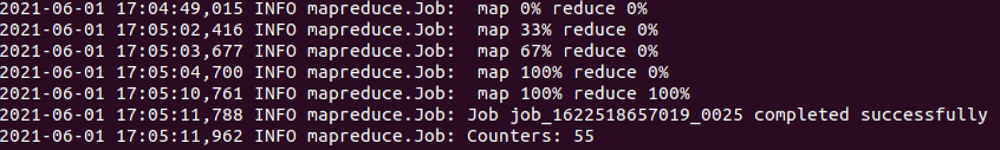 2021-06-01 17:04:49,015 INFO mapreduce.Job:  map 0% reduce 0%
2021-06-01 17:05:02,416 INFO mapreduce.Job:  map 33% reduce 0%
2021-06-01 17:05:03,677 INFO mapreduce.Job:  map 67% reduce 0%
2021-06-01 17:05:04,700 INFO mapreduce.Job:  map 100% reduce 0%
2021-06-01 17:05:10,761 INFO mapreduce.Job:  map 100% reduce 100%
2021-06-01 17:05:11,788 INFO mapreduce.Job: Job job_1622518657019_0025 completed successfully
2021-06-01 17:05:11,962 INFO mapreduce.Job: Counters: 55